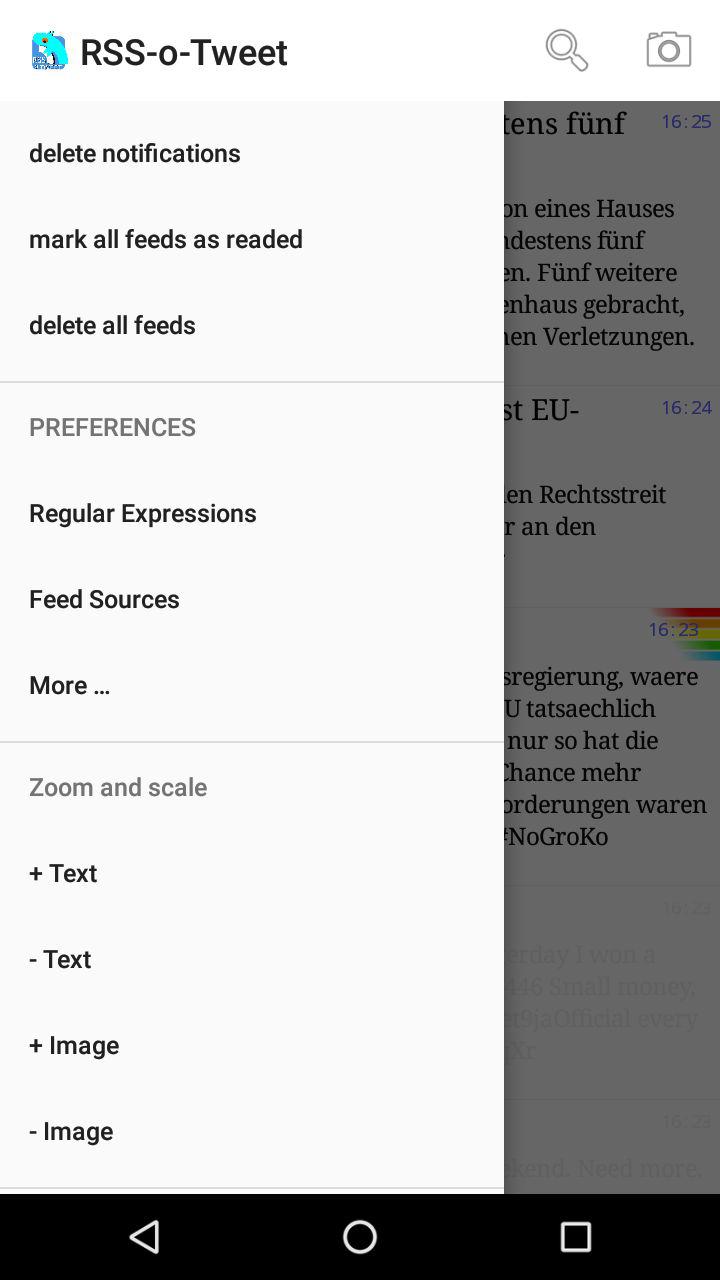 RSS-o-Tweet
delete notifications
mark all feeds as readed
delete all feeds
PREFERENCES
Regular Expressions
Feed Sources
More ...
Zoom and scale
+ Text
- Text
+ Image
- Image
tens fünf
16:25
on eines Hauses
ndestens fünf
en. Fünf weitere
enhaus gebracht,
nen Verletzungen.
st EU-
16:24
den Rechtsstreit
r an den
16:23
sregierung, waere
U tatsaechlich
nur so hat die
Chance mehr
orderungen waren
#NoGroKo
16:23
erday I won a
446 Small money,
et9jaOfficial every
qXr
16:23
ekend. Need more.